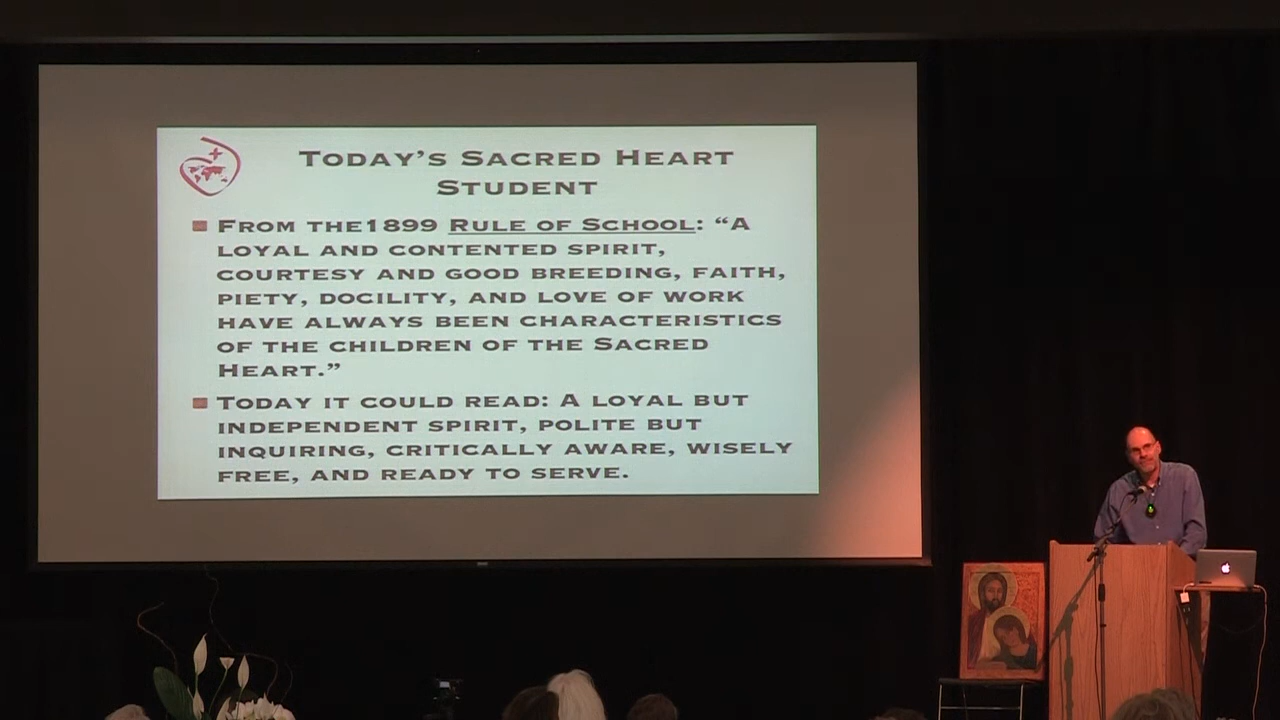 TODAY'S SACRED HEART
STUDENT
FROM THE1899 RULE OF SCHOOL: “A
LOYAL AND CONTENTED SPIRIT,
COURTESY AND GOOD BREEDING, FAITH,
PIETY, DOCILITY, AND LOVE OF WORK
HAVE ALWAYS BEEN CHARACTERISTICS
OF THE CHILDREN OF THE SACRED
HEART.”
TODAY IT COULD READ: A LOYAL BUT
INDEPENDENT SPIRIT, POLITE BUT
INQUIRING, CRITICALLY AWARE, WISELY
FREE, AND READY TO SERVE.